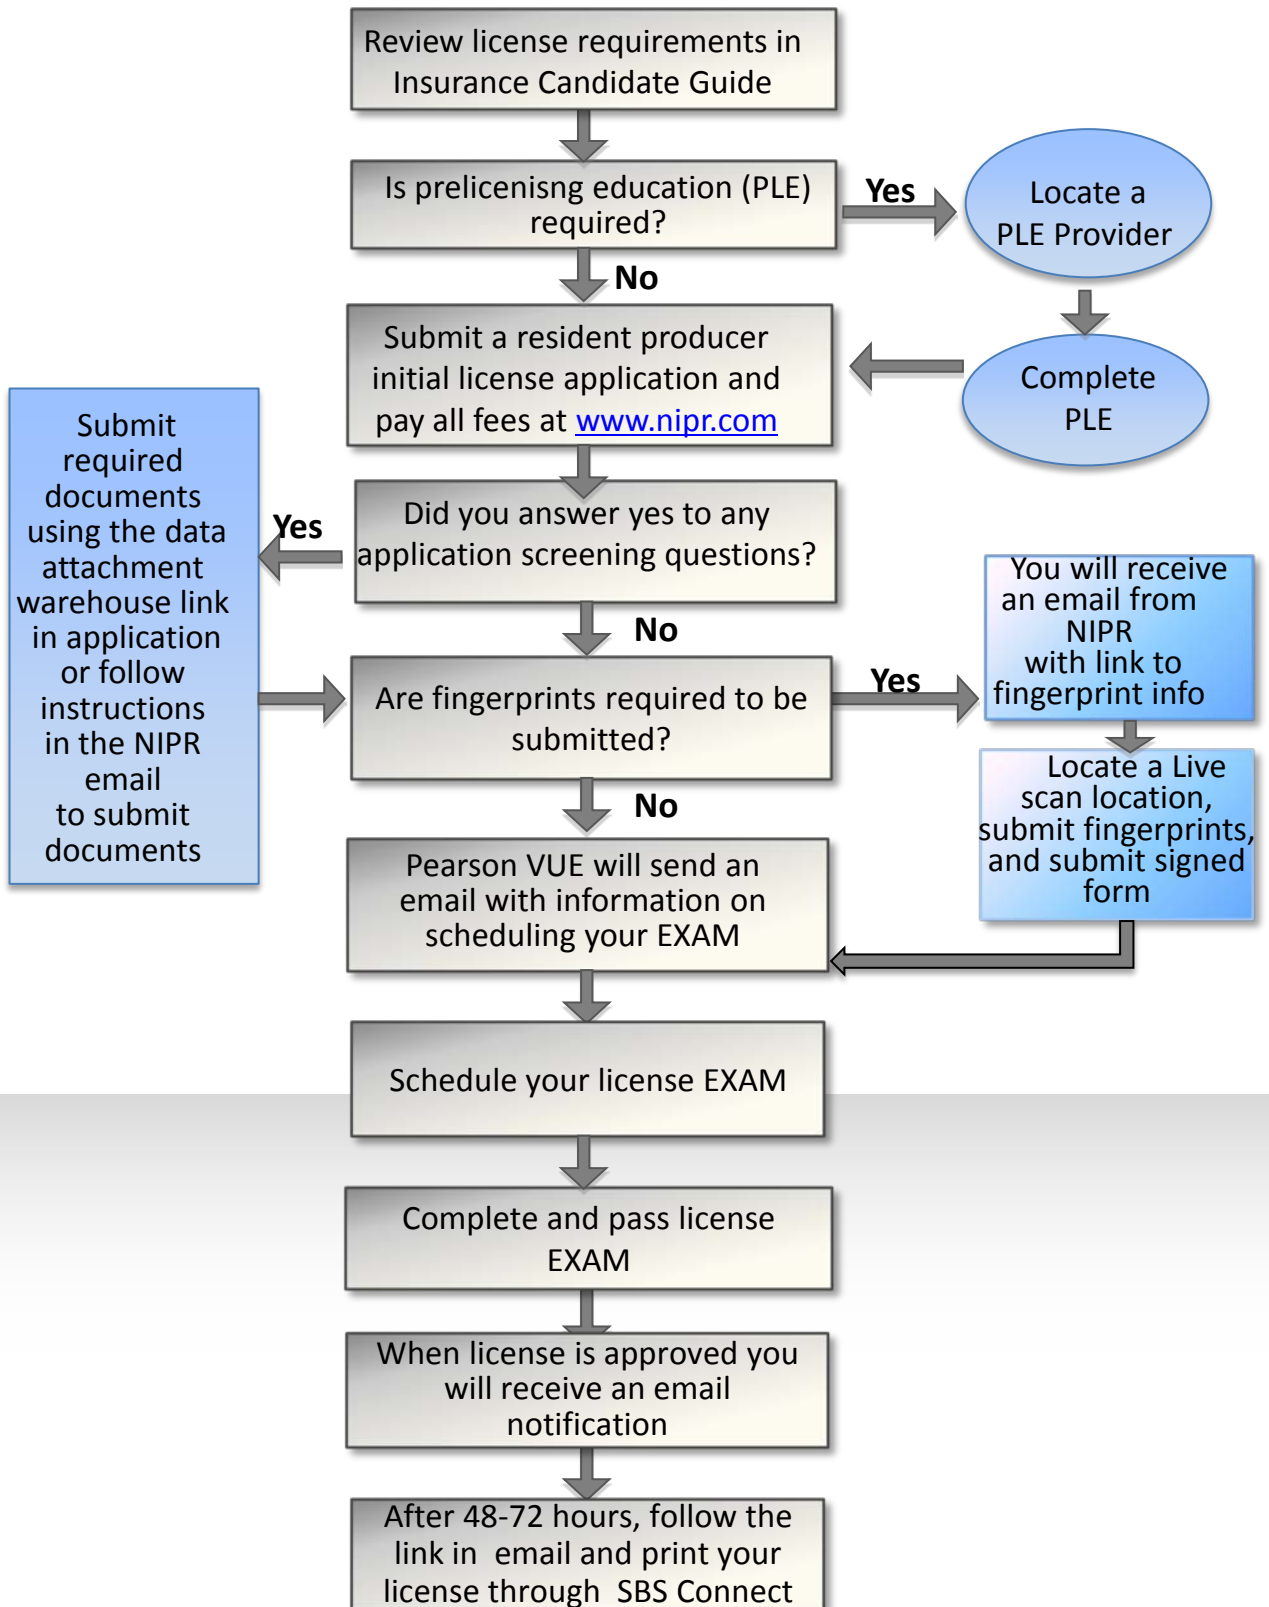 Review license requirements in
Insurance Candidate Guide
Is prelicenisng education (PLE)
required?
Yes
Locate a
PLE Provider
No
Submit a resident producer
initial license application and
pay all fees at www.nipr.com
Complete
PLE
Did you answer yes to any
application screening questions?
Yes
Submit
required
documents
using the data
attachment
warehouse link
in application
or follow
instructions
in the NIPR
email
to submit
documents
No
Are fingerprints required to be
submitted?
Yes
You will receive
an email from
NIPR
with link to
fingerprint info
Locate a Live
scan location,
submit fingerprints,
and submit signed
form
No
Pearson VUE will send an
email with information on
scheduling your EXAM
Schedule your license EXAM
Complete and pass license
EXAM
When license is approved you
will receive an email
notification
After 48-72 hours, follow the
link in  email and print your
license through  SBS Connect